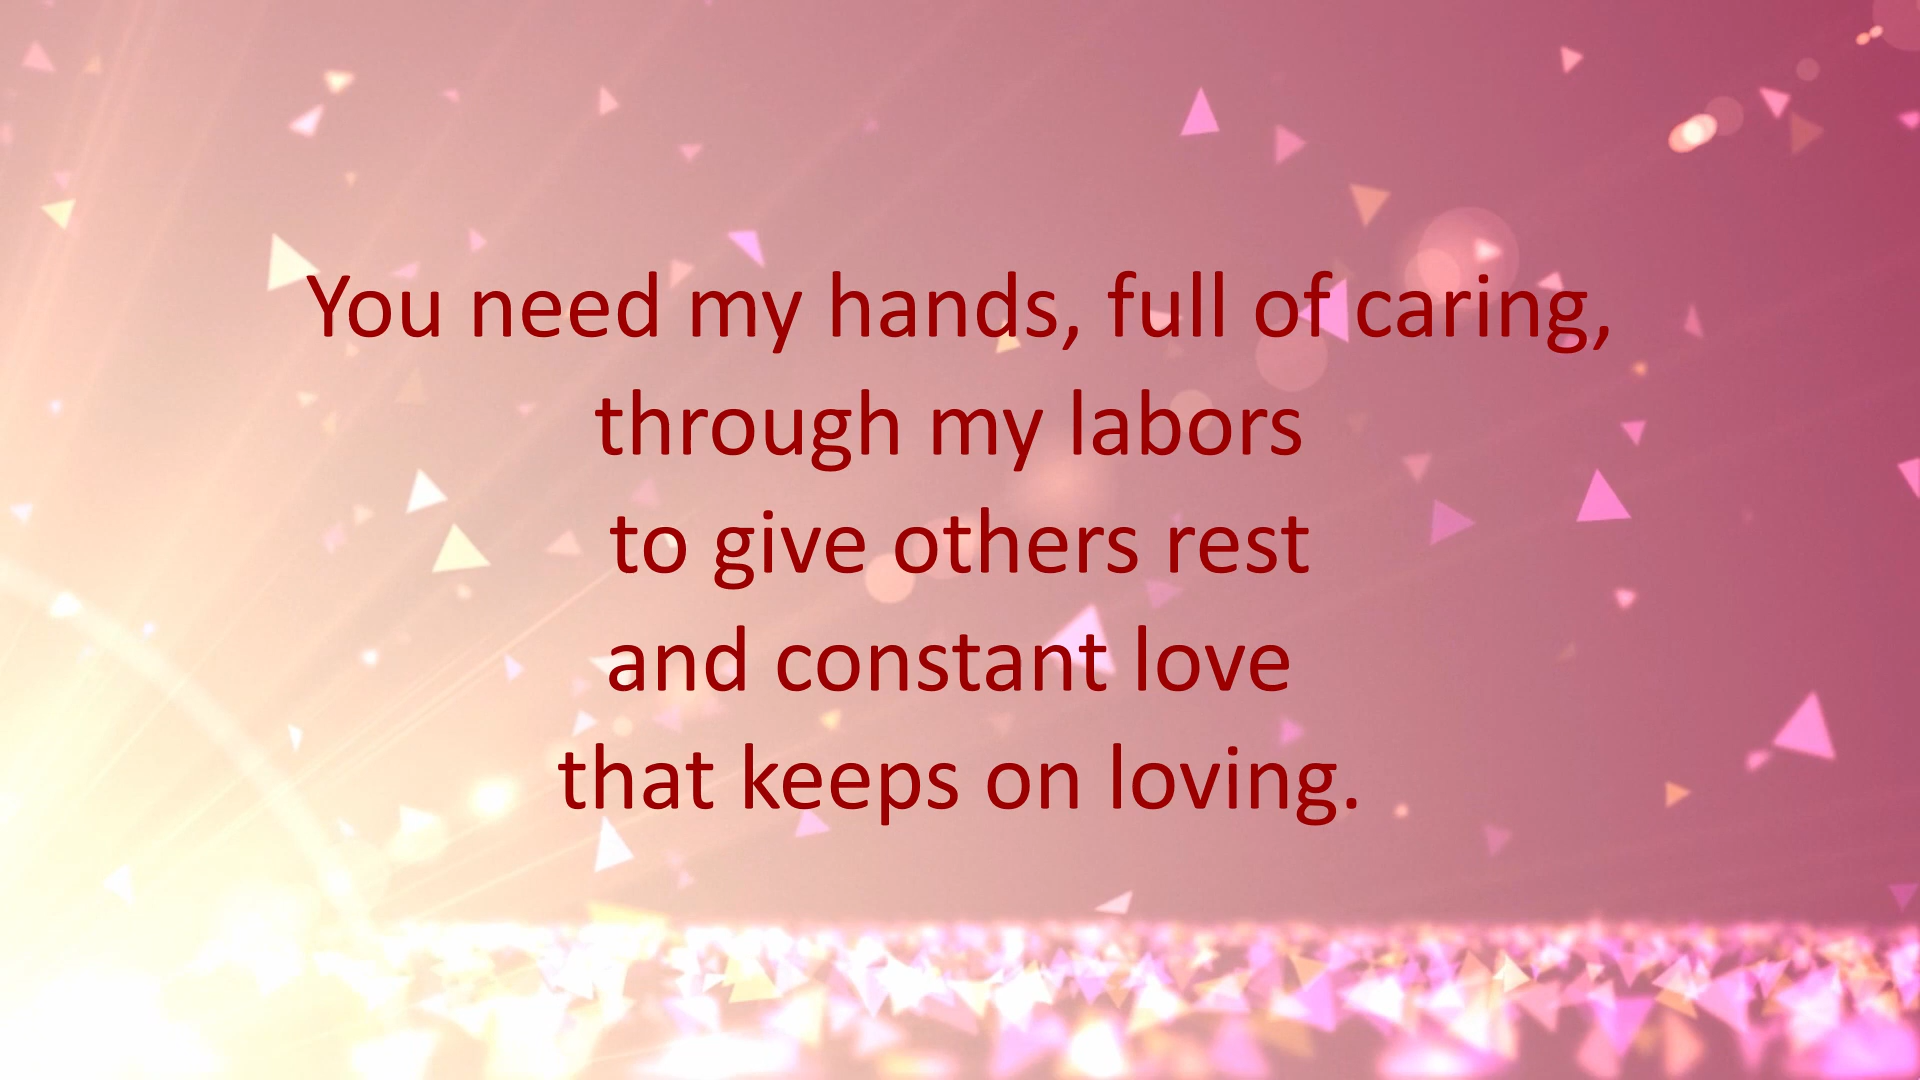 You need my hands, full of caring,
through my labors
to give others rest
and constant love
that keeps on loving.